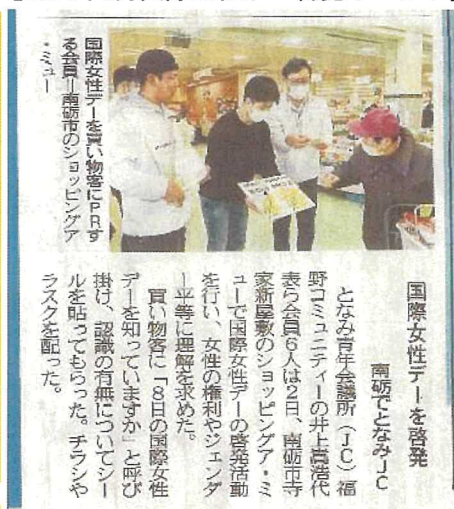 国際女性デーを啓発
南砺でとなみJC
となみ青年会議所（JC）福
野コミュニティーの井上真浩代
表ら会員6人は2日、南砺市寺
家新屋敷のショッピングア・ミ
ューで国際女性デーの啓発活動
を行い、女性の権利やジェンダ
ー平等に理解を求めた。
買い物客に「8日の国際女性
デーを知っていますか」と呼び
掛け、認識の有無についてシー
ルを貼ってもらった。チラシや
ラスクを配った。
国際女性デーを買い物客にPRす
る会員＝南砺市のショッピングア
・ミュー